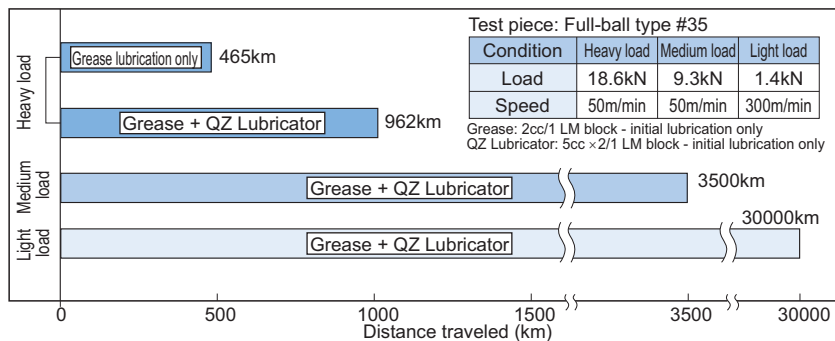 Test piece: Full-ball type #35
Condition Heavy load Medium load Light load
Load 18.6kN 9.3kN 1.4kN
Speed 50m/min 50m/min 300m/min
Grease: 2cc/1 LM block - initial lubrication only
QZ Lubricator: 5cc ×2/1 LM block - initial lubrication only
Heavy load
Grease lubrication only 465km
Grease + QZ Lubricator 962km
Medium
load
Grease + QZ Lubricator 3500km
Light
load
Grease + QZ Lubricator 30000km
0 500 1000 1500 3500 30000
Distance traveled (km)